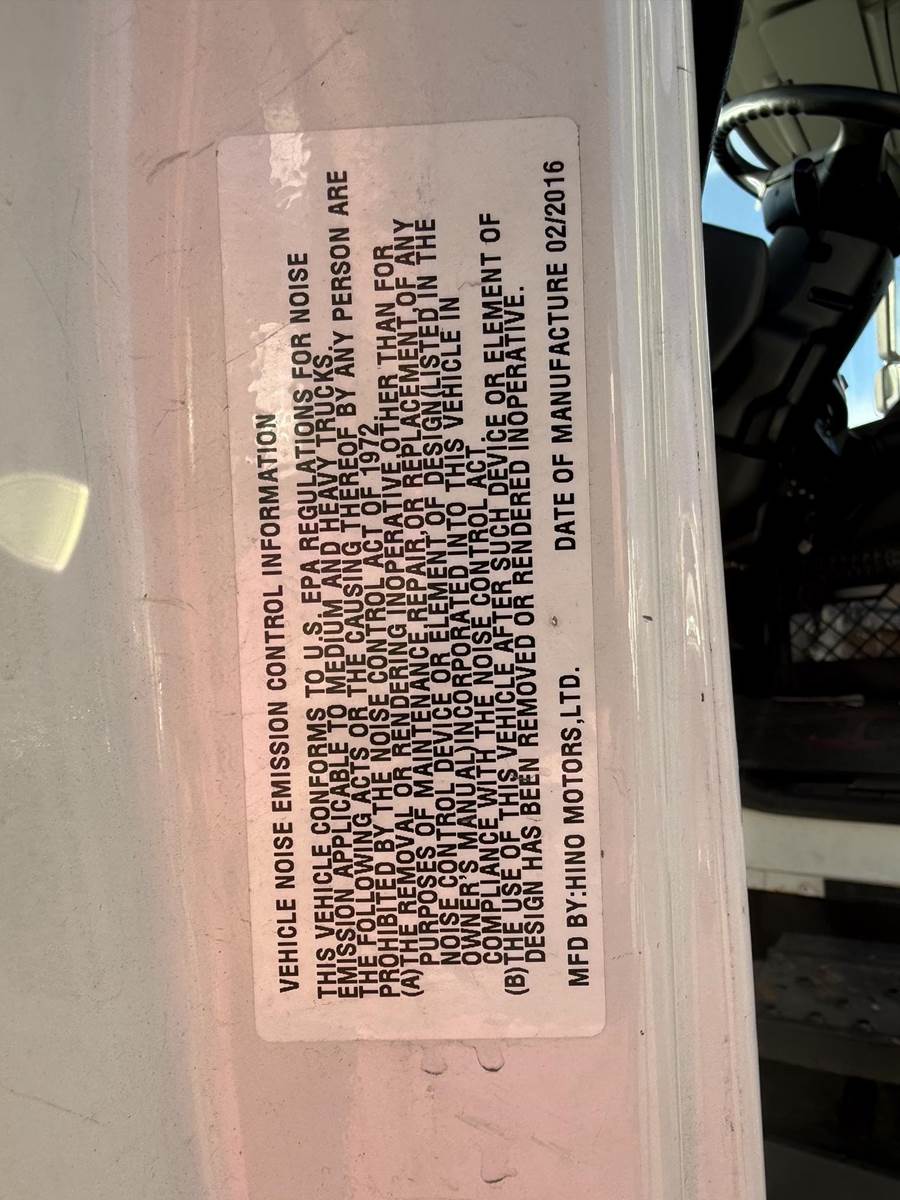 VEHICLE NOISE EMISSION CONTROL INFORMATION
THIS VEHICLE CONFORMS TO U.S. EPA REGULATIONS FOR NOISE
EMISSION APPLICABLE TO MEDIUM AND HEAVY TRUCKS.
THE FOLLOWING ACTS OR THE CAUSING THEREOF BY ANY PERSON ARE
PROHIBITED BY THE NOISE CONTROL ACT OF 1972.
(A)THE REMOVAL OR RENDERING INOPERATIVE OTHER THAN FOR
PURPOSES OF MAINTENANCE,REPAIR,OR REPLACEMENT,OF ANY
NOISE CONTROL DEVICE OR ELEMENT OF DESIGN(LISTED IN THE
OWNER'S MANUAL)INCORPORATED INTO THIS VEHICLE IN
COMPLIANCE WITH THE NOISE CONTROL ACT.
(B)THE USE OF THIS VEHICLE AFTER SUCH DEVICE OR ELEMENT OF
DESIGN HAS BEEN REMOVED OR RENDERED INOPERATIVE.
MFD BY:HINO MOTORS,LTD. DATE OF MANUFACTURE 02/2016